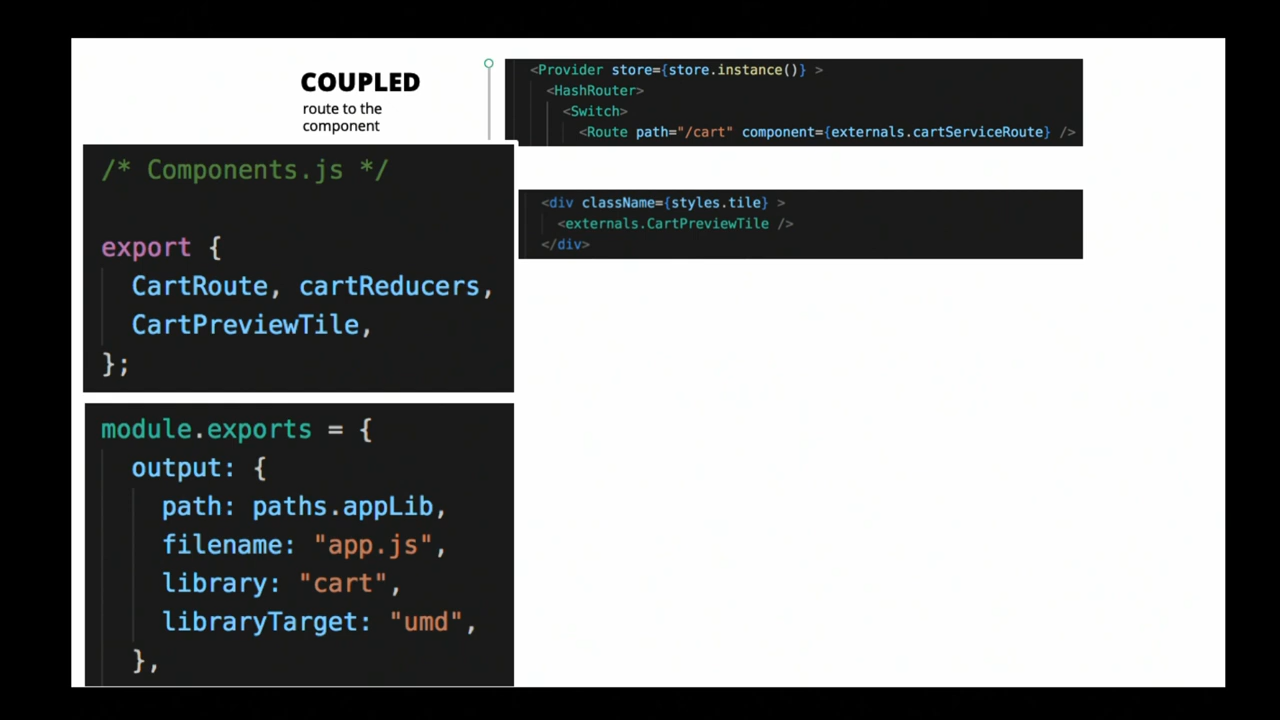 COUPLED
route to the
component
<Provider store={store.instance()} >
<HashRouter>
<Switch>
<Route path="/cart" component={externals.cartServiceRoute} />
/* Components.js */
export {
CartRoute, cartReducers,
CartPreviewTile,
};
<div className={styles.tile} >
<externals.CartPreviewTile />
</div>
module.exports = {
output: {
path: paths.appLib,
filename: "app.js",
library: "cart",
libraryTarget: "umd",
},